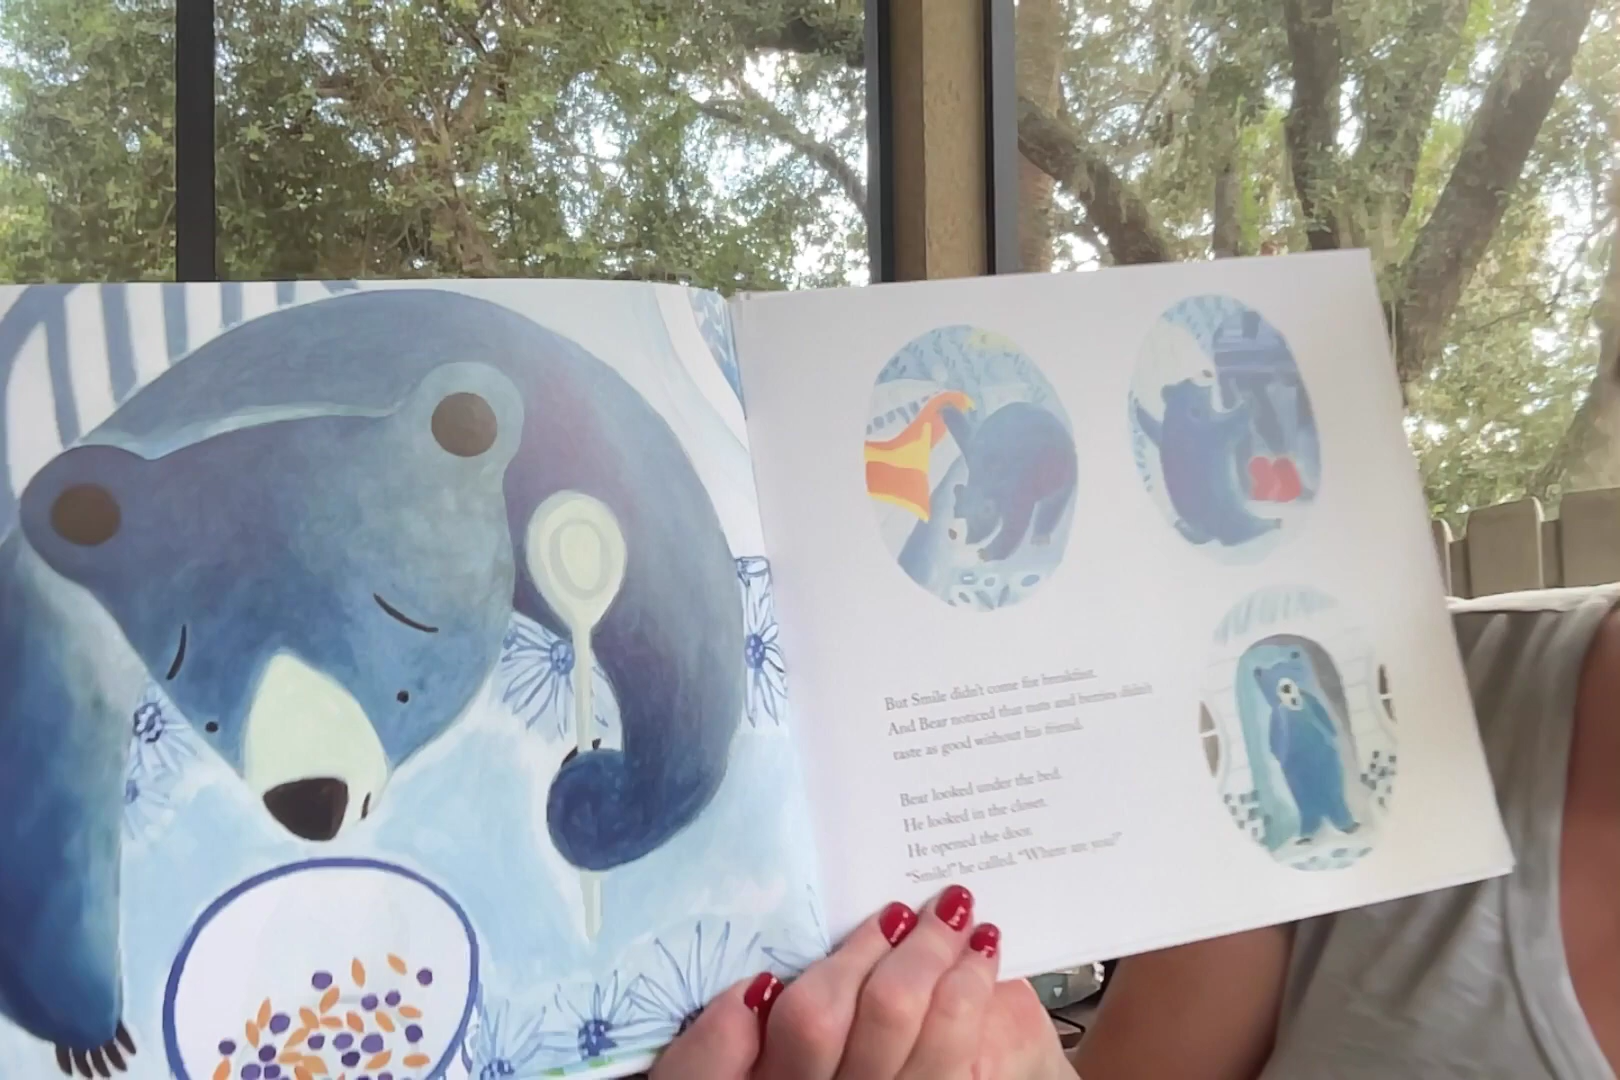 But Smile didn't come for breakfast.
And Bear noticed that nuts and berries didn't
taste as good without his friend.
Bear looked under the bed.
He looked in the closet.
He opened the door.
"Smile!" he called. "Where are you?"